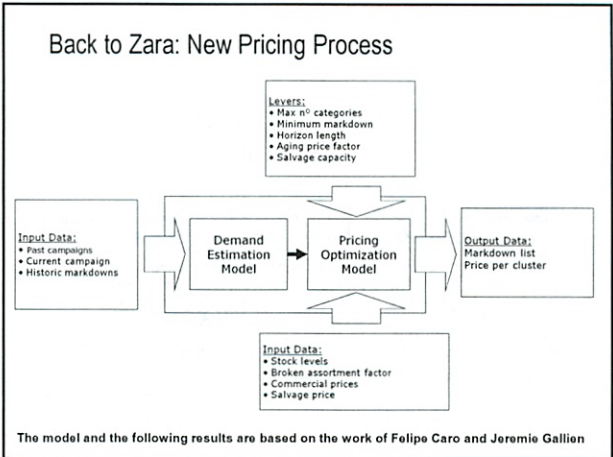 Back to Zara: New Pricing Process
Levers:
• Max nº categories
• Minimum markdown
• Horizon length
• Aging price factor
• Salvage capacity
Input Data:
• Past campaigns
• Current campaign
• Historic markdowns
Demand
Estimation
Model
Pricing
Optimization
Model
Output Data:
Markdown list
Price per cluster
Input Data:
• Stock levels
• Broken assortment factor
• Commercial prices
• Salvage price
The model and the following results are based on the work of Felipe Caro and Jeremie Gallien